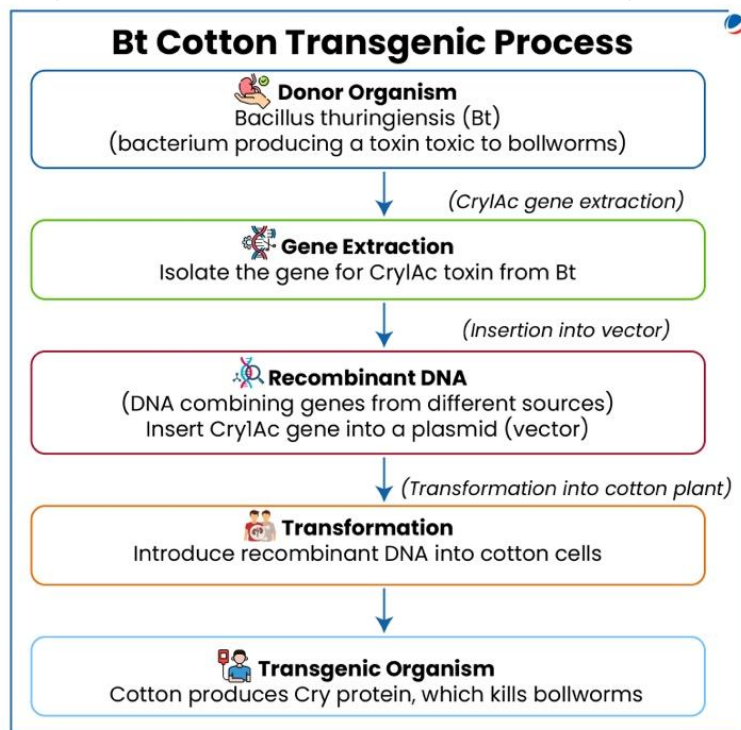 Bt Cotton Transgenic Process
Donor Organism
Bacillus thuringiensis (Bt)
(bacterium producing a toxin toxic to bollworms)
(CryIAc gene extraction)
Gene Extraction
Isolate the gene for CryIAc toxin from Bt
(Insertion into vector)
Recombinant DNA
(DNA combining genes from different sources)
Insert Cry1Ac gene into a plasmid (vector)
(Transformation into cotton plant)
Transformation
Introduce recombinant DNA into cotton cells
Transgenic Organism
Cotton produces Cry protein, which kills bollworms